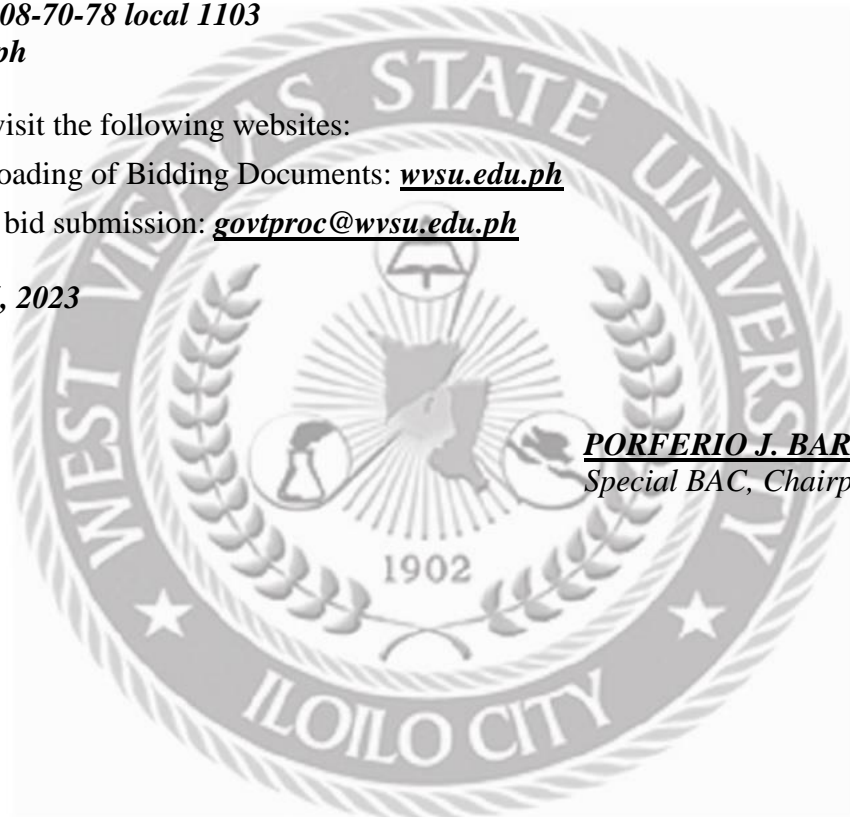 08-70-78 local 1103
ph
visit the following websites:
oading of Bidding Documents: wvsu.edu.ph
bid submission: govtproc@wvsu.edu.ph
, 2023
PORFERIO J. BAR
Special BAC, Chairp
WEST VISAYAS STATE UNIVERSITY
1902
ILOILO CITY